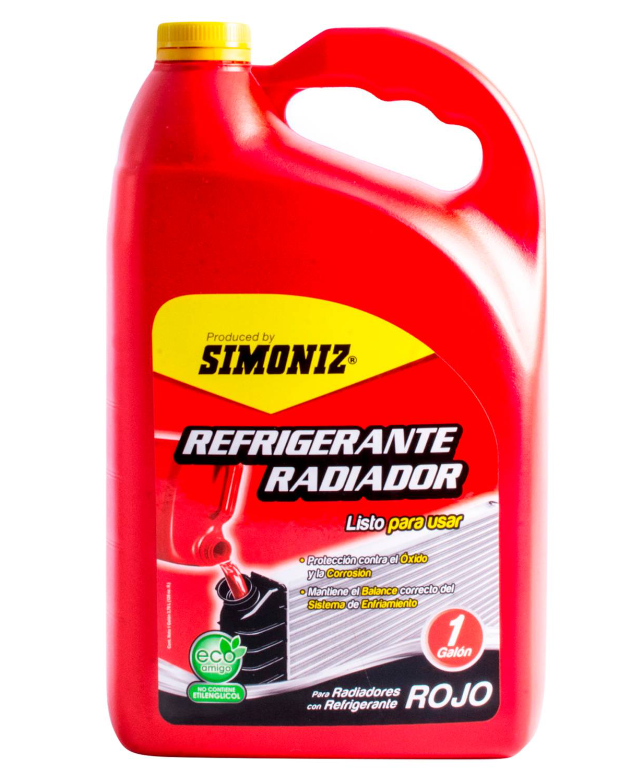 Produced by
SIMONIZ®
REFRIGERANTE
RADIADOR
Listo para usar
• Protección contra el Óxido
y la Corrosión
• Mantiene el Balance correcto del
Sistema de Enfriamiento
eco
amigo
NO CONTIENE
ETILENGLICOL
1
Galón
Para Radiadores
con Refrigerante
ROJO